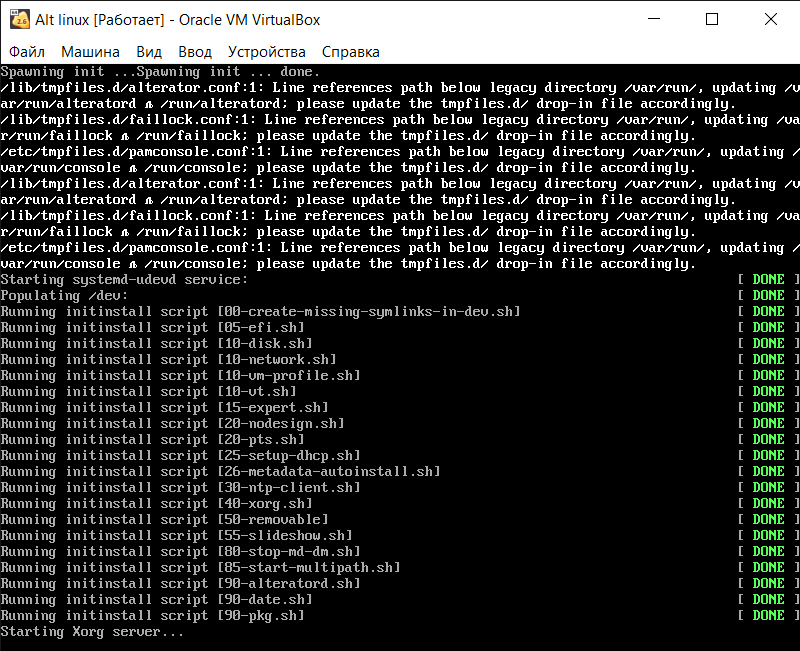 2.6
Alt linux [Работает] - Oracle VM VirtualBox
Файл Машина Вид Ввод Устройства Справка
Spawning init ...Spawning init ... done.
/lib/tmpfiles.d/alterator.conf:1: Line references path below legacy directory /var/run/, updating /v
ar/run/alteratord  /run/alteratord; please update the tmpfiles.d/ drop-in file accordingly.
/lib/tmpfiles.d/faillock.conf:1: Line references path below legacy directory /var/run/, updating /va
r/run/faillock  /run/faillock; please update the tmpfiles.d/ drop-in file accordingly.
/etc/tmpfiles.d/pamconsole.conf:1: Line references path below legacy directory /var/run/, updating /
var/run/console  /run/console; please update the tmpfiles.d/ drop-in file accordingly.
/lib/tmpfiles.d/alterator.conf:1: Line references path below legacy directory /var/run/, updating /v
ar/run/alteratord  /run/alteratord; please update the tmpfiles.d/ drop-in file accordingly.
/lib/tmpfiles.d/faillock.conf:1: Line references path below legacy directory /var/run/, updating /va
r/run/faillock  /run/faillock; please update the tmpfiles.d/ drop-in file accordingly.
/etc/tmpfiles.d/pamconsole.conf:1: Line references path below legacy directory /var/run/, updating /
var/run/console  /run/console; please update the tmpfiles.d/ drop-in file accordingly.
Starting systemd-udevd service: [ DONE ]
Populating /dev: [ DONE ]
Running initinstall script [00-create-missing-symlinks-in-dev.sh] [ DONE ]
Running initinstall script [05-efi.sh] [ DONE ]
Running initinstall script [10-disk.sh] [ DONE ]
Running initinstall script [10-network.sh] [ DONE ]
Running initinstall script [10-vm-profile.sh] [ DONE ]
Running initinstall script [10-vt.sh] [ DONE ]
Running initinstall script [15-expert.sh] [ DONE ]
Running initinstall script [20-nodesign.sh] [ DONE ]
Running initinstall script [20-pts.sh] [ DONE ]
Running initinstall script [25-setup-dhcp.sh] [ DONE ]
Running initinstall script [26-metadata-autoinstall.sh] [ DONE ]
Running initinstall script [30-ntp-client.sh] [ DONE ]
Running initinstall script [40-xorg.sh] [ DONE ]
Running initinstall script [50-removable] [ DONE ]
Running initinstall script [55-slideshow.sh] [ DONE ]
Running initinstall script [80-stop-md-dm.sh] [ DONE ]
Running initinstall script [85-start-multipath.sh] [ DONE ]
Running initinstall script [90-alteratord.sh] [ DONE ]
Running initinstall script [90-date.sh] [ DONE ]
Running initinstall script [90-pkg.sh] [ DONE ]
Starting Xorg server...